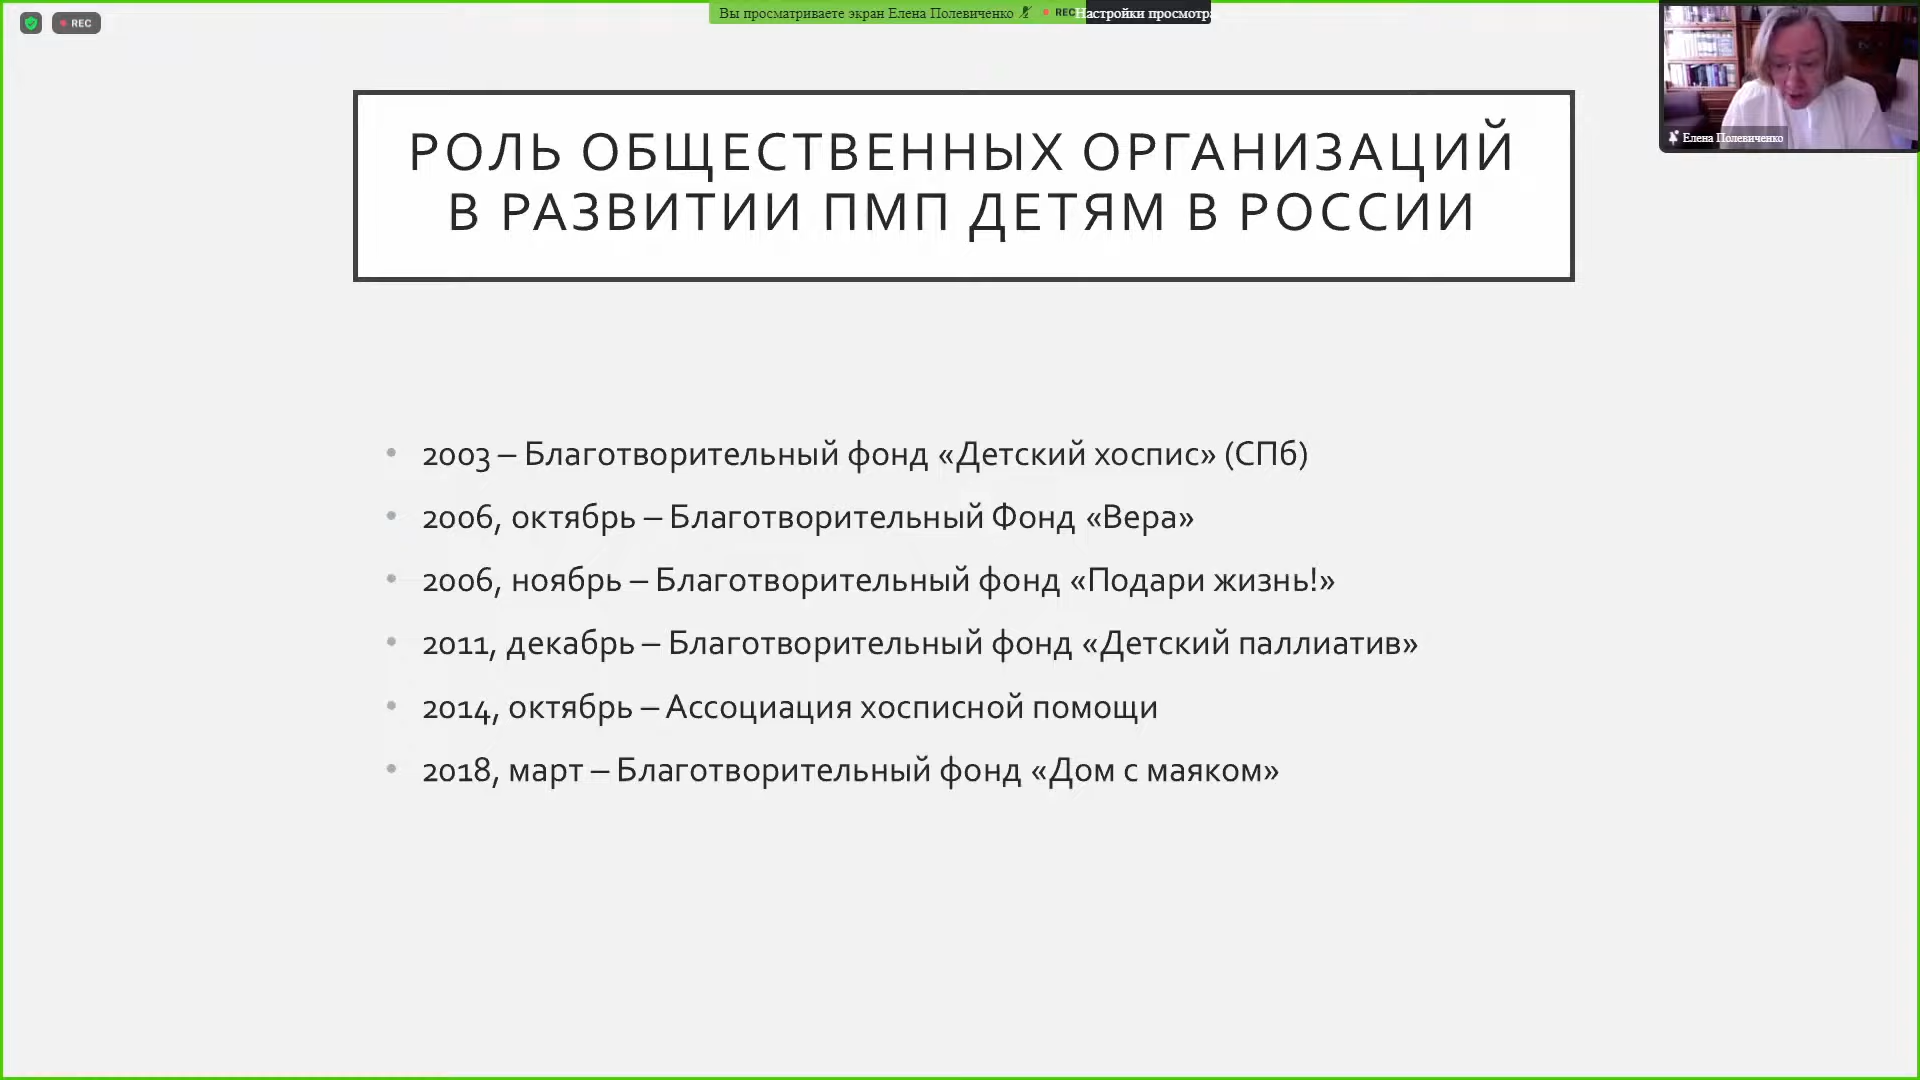 REC
Вы просматриваете экран Елена Полевиченко
REC
Настройки просмотра
Елена Полевиченко
РОЛЬ ОБЩЕСТВЕННЫХ ОРГАНИЗАЦИЙ
В РАЗВИТИИ ПМП ДЕТЯМ В РОССИИ
• 2003 – Благотворительный фонд «Детский хоспис» (СПб)
• 2006, октябрь – Благотворительный Фонд «Вера»
• 2006, ноябрь – Благотворительный фонд «Подари жизнь!»
• 2011, декабрь – Благотворительный фонд «Детский паллиатив»
• 2014, октябрь – Ассоциация хосписной помощи
• 2018, март – Благотворительный фонд «Дом с маяком»